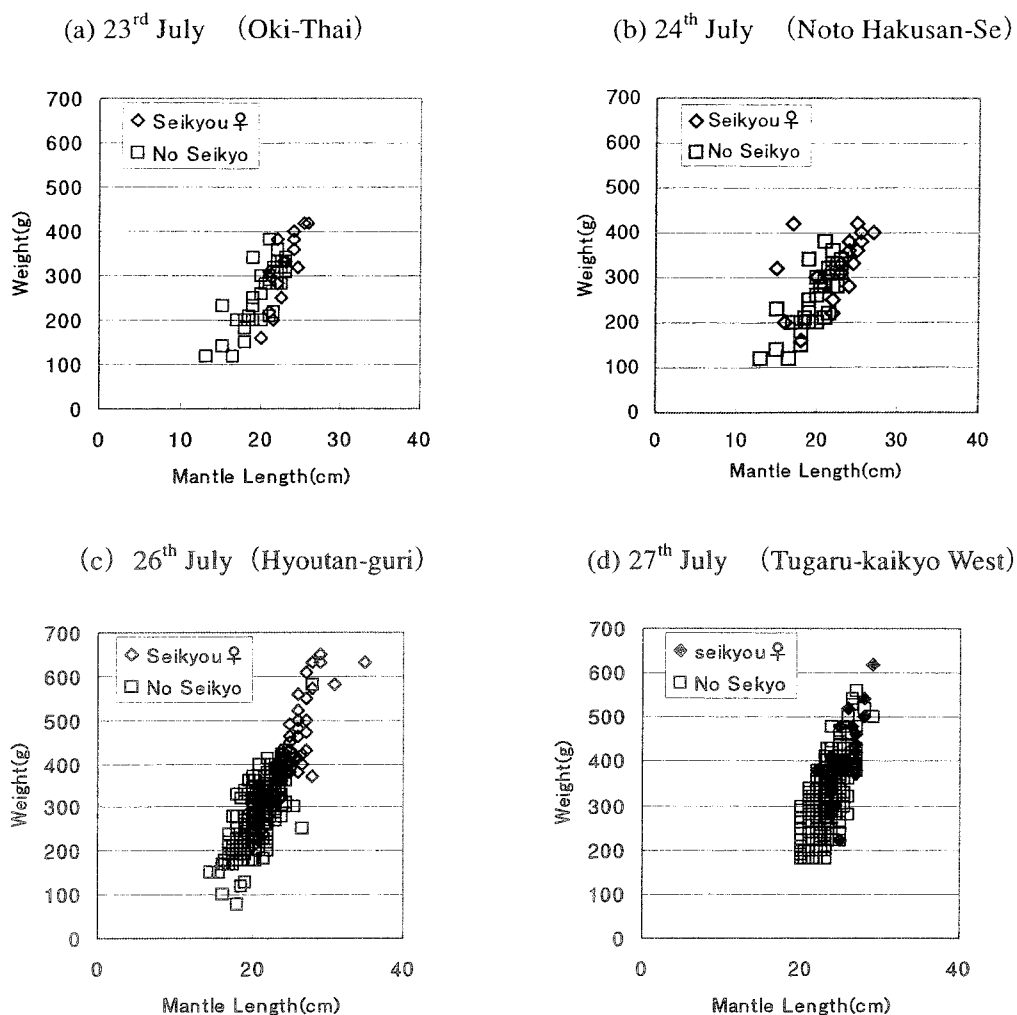 (a) 23rd July (Oki-Thai)
700
600
500
400
300
200
100
0
Weight(g)
◇ Seikyou ♀
□ No Seikyo
0 10 20 30 40
Mantle Length(cm)
(b) 24th July (Noto Hakusan-Se)
700
600
500
400
300
200
100
0
Weight(g)
◇ Seikyou ♀
□ No Seikyo
0 10 20 30 40
Mantle Length(cm)
(c) 26th July (Hyoutan-guri)
700
600
500
400
300
200
100
0
Weight(g)
◇ Seikyou ♀
□ No Seikyo
0 20 40
Mantle Length(cm)
(d) 27th July (Tugaru-kaikyo West)
700
600
500
400
300
200
100
0
Weight(g)
◈ seikyou ♀
□ No Sekyo
0 20 40
Mantle Length(cm)